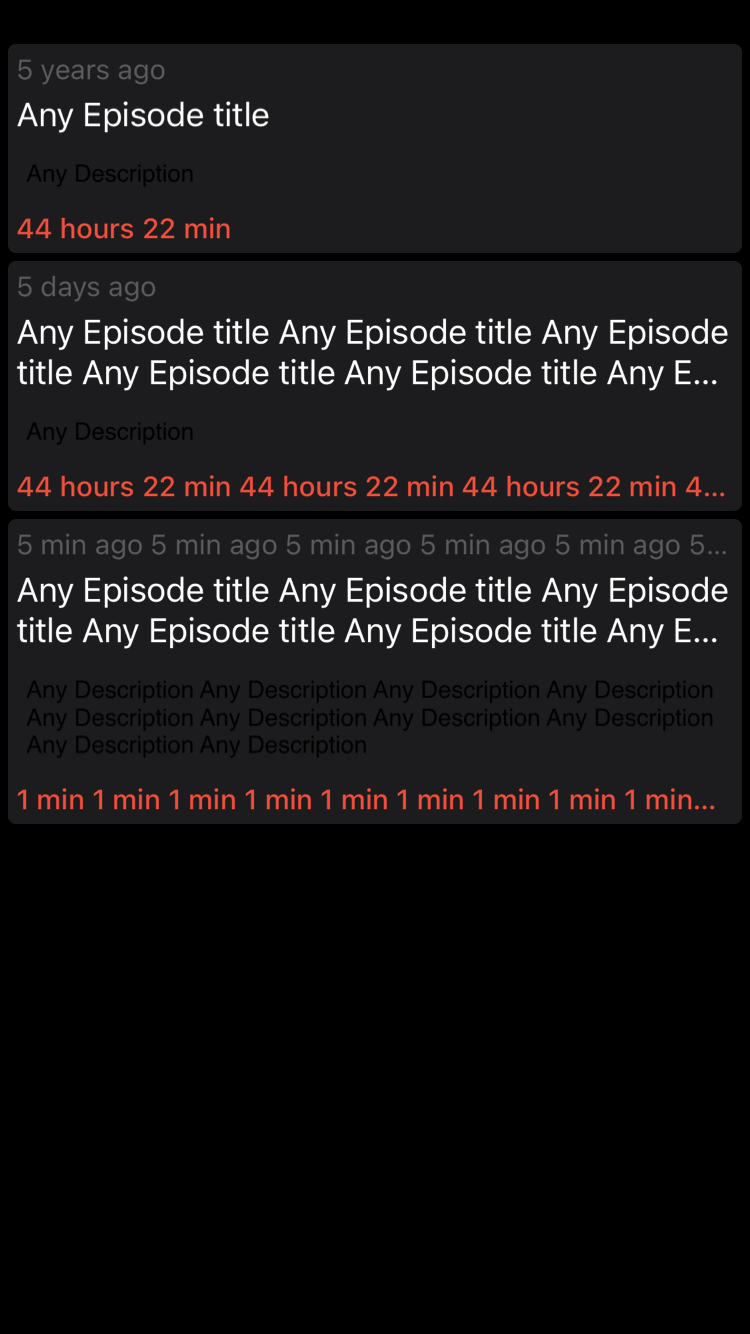 5 years ago
Any Episode title
Any Description
44 hours 22 min
5 days ago
Any Episode title Any Episode title Any Episode
title Any Episode title Any Episode title Any E...
Any Description
44 hours 22 min 44 hours 22 min 44 hours 22 min 4...
5 min ago 5 min ago 5 min ago 5 min ago 5 min ago 5...
Any Episode title Any Episode title Any Episode
title Any Episode title Any Episode title Any E...
Any Description Any Description Any Description Any Description
Any Description Any Description Any Description Any Description
Any Description Any Description
1 min 1 min 1 min 1 min 1 min 1 min 1 min 1 min 1 min...